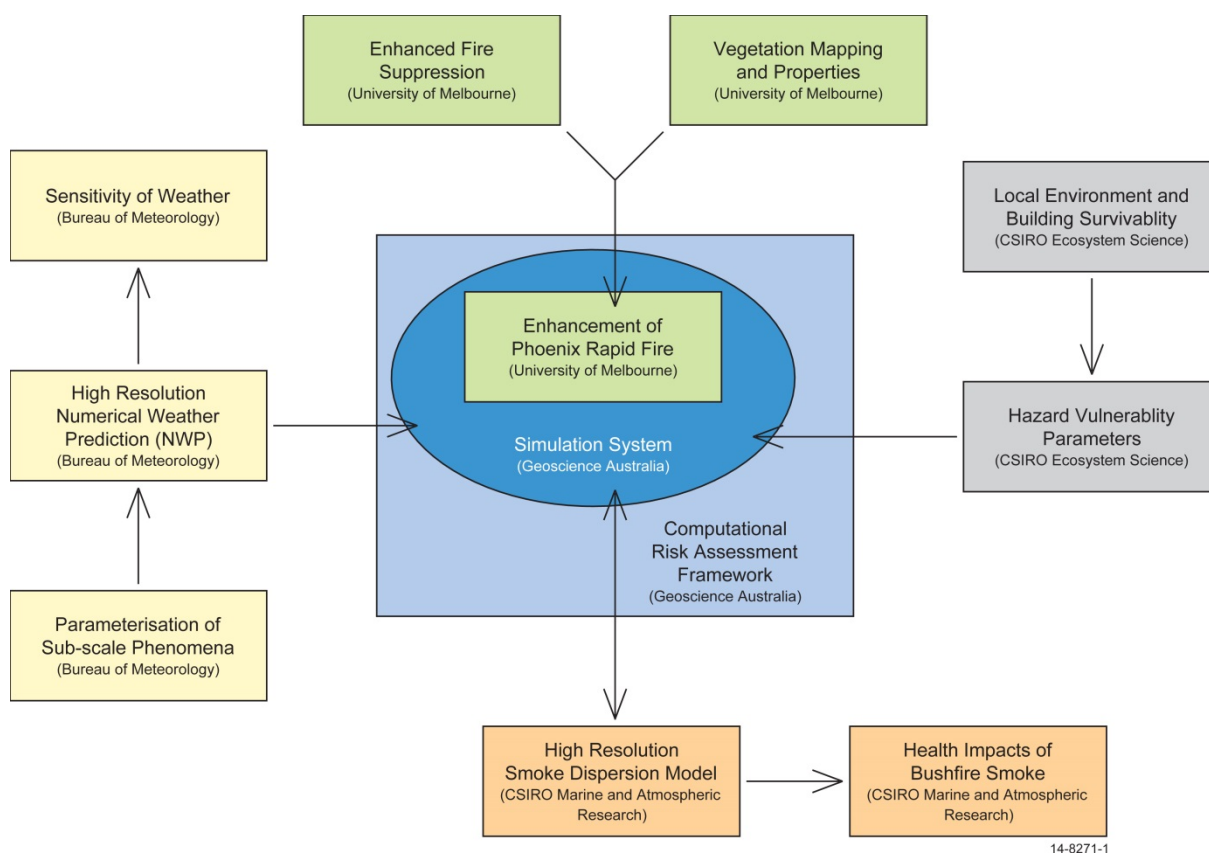 Enhanced Fire
Suppression
(University of Melbourne)
Vegetation Mapping
and Properties
(University of Melbourne)
Sensitivity of Weather
(Bureau of Meteorology)
Local Environment and
Building Survivablity
(CSIRO Ecosystem Science)
Enhancement of
Phoenix Rapid Fire
(University of Melbourne)
High Resolution
Numerical Weather
Prediction (NWP)
(Bureau of Meteorology)
Simulation System
(Geoscience Australia)
Hazard Vulnerablity
Parameters
(CSIRO Ecosystem Science)
Computational
Risk Assessment
Framework
(Geoscience Australia)
Parameterisation of
Sub-scale Phenomena
(Bureau of Meteorology)
High Resolution
Smoke Dispersion Model
(CSIRO Marine and Atmospheric
Research)
Health Impacts of
Bushfire Smoke
(CSIRO Marine and Atmospheric
Research)
14-8271-1